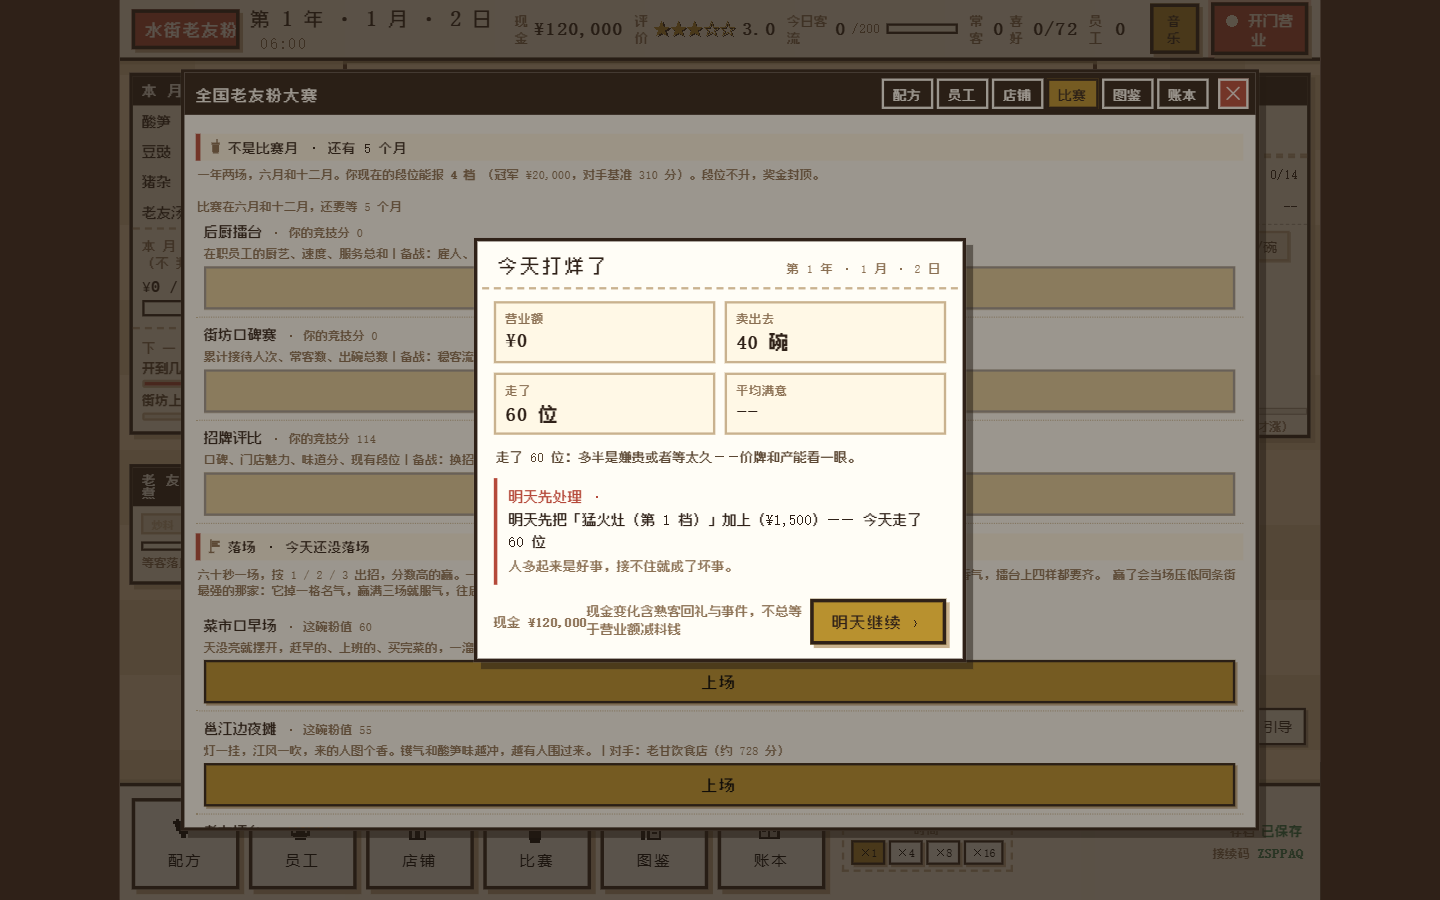 水街老友粉
第 1 年 · 1 月 · 2 日
06:00
现金 ¥120,000
评价 ★★★☆☆ 3.0
今日客流 0 /200
常客 0
喜好 0/72
员工 0
音乐
开门营业
全国老友粉大赛
配方 员工 店铺 比赛 图鉴 账本
本 月
酸笋
豆豉
猪杂
老友汤
本 月
¥0 /
下 一
开到几
街坊上
老 友
煮
等客落
0/14
--
不是比赛月 · 还有 5 个月
一年两场，六月和十二月。你现在的段位能报 4 档 （冠军 ¥20,000，对手基准 310 分）。段位不升，奖金封顶。
比赛在六月和十二月，还要等 5 个月
后厨擂台 · 你的竞技分 0
在职员工的厨艺、速度、服务总和 | 备战：雇人、
街坊口碑赛 · 你的竞技分 0
累计接待人次、常客数、出碗总数 | 备战：稳客流
招牌评比 · 你的竞技分 114
口碑、门店魅力、味道分、现有段位 | 备战：换招
落场 · 今天还没落场
六十秒一场，按 1 / 2 / 3 出招，分数高的赢。一
气，擂台上四样都要齐。 赢了会当场压低同条街
最强的那家：它掉一格名气，赢满三场就服气，往后
菜市口早场 · 这碗粉值 60
天没亮就摆开，赶早的、上班的、买完菜的，一溜
上场
邕江边夜摊 · 这碗粉值 55
灯一挂，江风一吹，来的人图个香。镬气和酸笋味越冲，越有人围过来。 | 对手：老甘饮食店（约 728 分）
上场
今天打烊了
第 1 年 · 1 月 · 2 日
营业额
¥0
卖出去
40 碗
走了
60 位
平均满意
--
走了 60 位：多半是嫌贵或者等太久——价牌和产能看一眼。
明天先处理 ·
明天先把「猛火灶（第 1 档）」加上（¥1,500）—— 今天走了
60 位
人多起来是好事，接不住就成了坏事。
现金 ¥120,000
现金变化含熟客回礼与事件，不总等
于营业额减料钱
明天继续 ›
引导
配方
员工
店铺
比赛
图鉴
账本
×1 ×4 ×8 ×16
已保存
接续码 ZSPPAQ